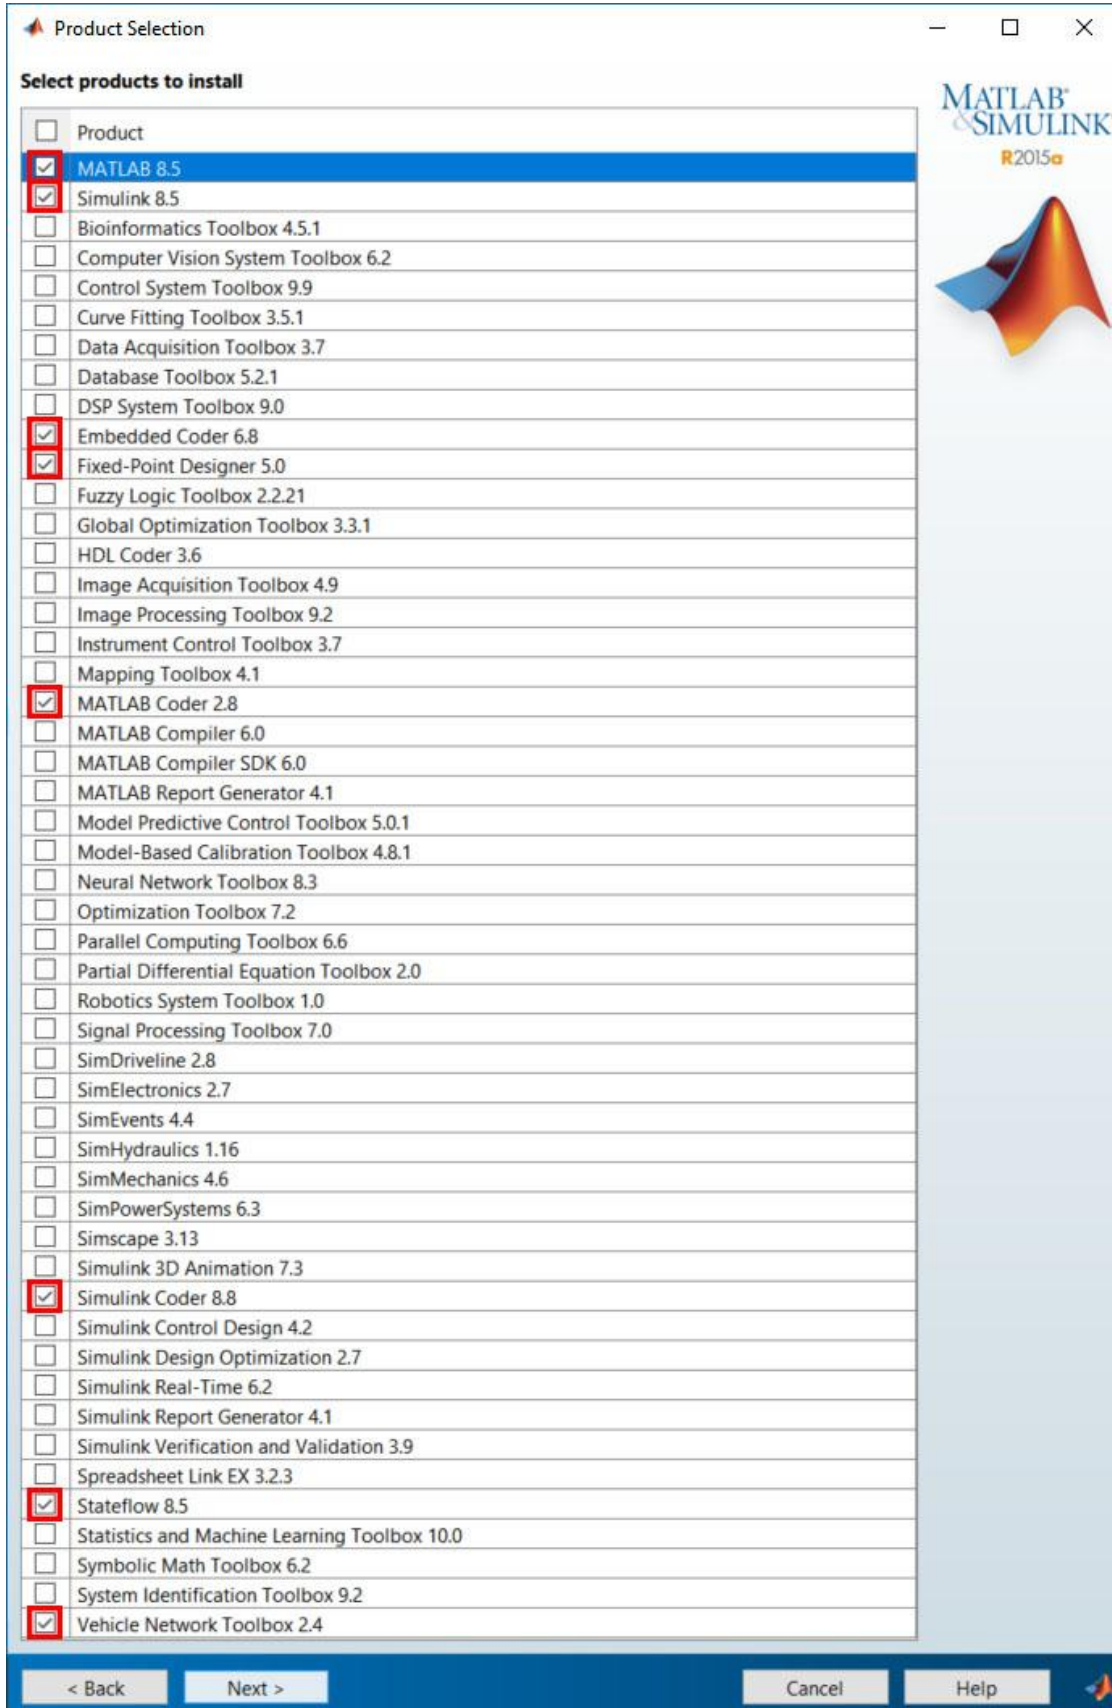 Product Selection
Select products to install
MATLAB®
&SIMULINK®
R2015a
Product
MATLAB 8.5
Simulink 8.5
Bioinformatics Toolbox 4.5.1
Computer Vision System Toolbox 6.2
Control System Toolbox 9.9
Curve Fitting Toolbox 3.5.1
Data Acquisition Toolbox 3.7
Database Toolbox 5.2.1
DSP System Toolbox 9.0
Embedded Coder 6.8
Fixed-Point Designer 5.0
Fuzzy Logic Toolbox 2.2.21
Global Optimization Toolbox 3.3.1
HDL Coder 3.6
Image Acquisition Toolbox 4.9
Image Processing Toolbox 9.2
Instrument Control Toolbox 3.7
Mapping Toolbox 4.1
MATLAB Coder 2.8
MATLAB Compiler 6.0
MATLAB Compiler SDK 6.0
MATLAB Report Generator 4.1
Model Predictive Control Toolbox 5.0.1
Model-Based Calibration Toolbox 4.8.1
Neural Network Toolbox 8.3
Optimization Toolbox 7.2
Parallel Computing Toolbox 6.6
Partial Differential Equation Toolbox 2.0
Robotics System Toolbox 1.0
Signal Processing Toolbox 7.0
SimDriveline 2.8
SimElectronics 2.7
SimEvents 4.4
SimHydraulics 1.16
SimMechanics 4.6
SimPowerSystems 6.3
Simscape 3.13
Simulink 3D Animation 7.3
Simulink Coder 8.8
Simulink Control Design 4.2
Simulink Design Optimization 2.7
Simulink Real-Time 6.2
Simulink Report Generator 4.1
Simulink Verification and Validation 3.9
Spreadsheet Link EX 3.2.3
Stateflow 8.5
Statistics and Machine Learning Toolbox 10.0
Symbolic Math Toolbox 6.2
System Identification Toolbox 9.2
Vehicle Network Toolbox 2.4
< Back
Next >
Cancel
Help